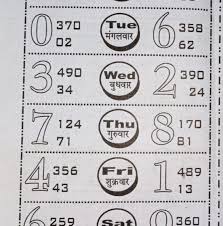 0 370 02 Tue मंगलवार 6 358 62
3 490 34 Wed बुधवार 2 390 24
7 124 71 Thu गुरुवार 8 170 81
4 356 43 Fri शुक्रवार 1 489 13
6 259 Sat 0 360